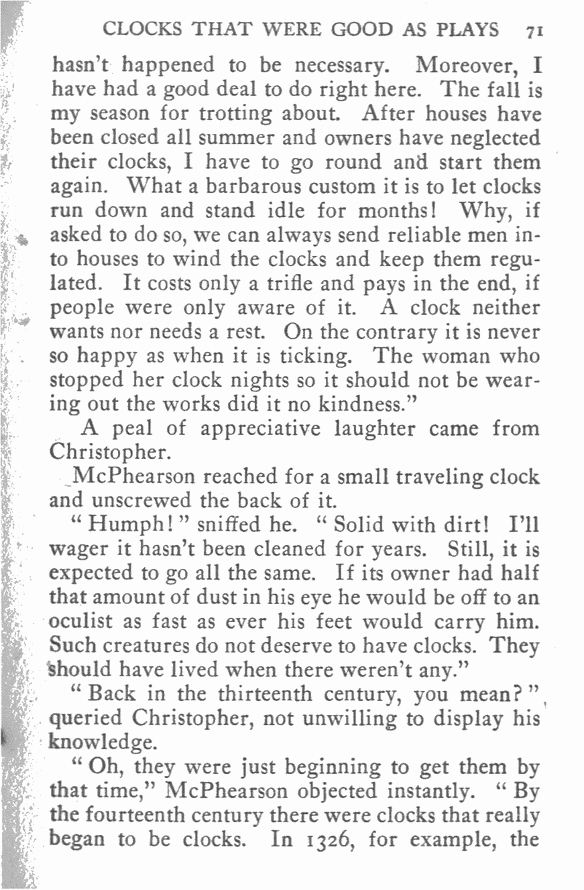 CLOCKS THAT WERE GOOD AS PLAYS 71
hasn't happened to be necessary. Moreover, I
have had a good deal to do right here. The fall is
my season for trotting about. After houses have
been closed all summer and owners have neglected
their clocks, I have to go round and start them
again. What a barbarous custom it is to let clocks
run down and stand idle for months! Why, if
asked to do so, we can always send reliable men in-
to houses to wind the clocks and keep them regu-
lated. It costs only a trifle and pays in the end, if
people were only aware of it. A clock neither
wants nor needs a rest. On the contrary it is never
so happy as when it is ticking. The woman who
stopped her clock nights so it should not be wear-
ing out the works did it no kindness."
A peal of appreciative laughter came from
Christopher.
McPhearson reached for a small traveling clock
and unscrewed the back of it.
"Humph!" sniffed he. "Solid with dirt! I'll
wager it hasn't been cleaned for years. Still, it is
expected to go all the same. If its owner had half
that amount of dust in his eye he would be off to an
oculist as fast as ever his feet would carry him.
Such creatures do not deserve to have clocks. They
should have lived when there weren't any."
"Back in the thirteenth century, you mean?"
queried Christopher, not unwilling to display his
knowledge.
"Oh, they were just beginning to get them by
that time," McPhearson objected instantly. "By
the fourteenth century there were clocks that really
began to be clocks. In 1326, for example, the